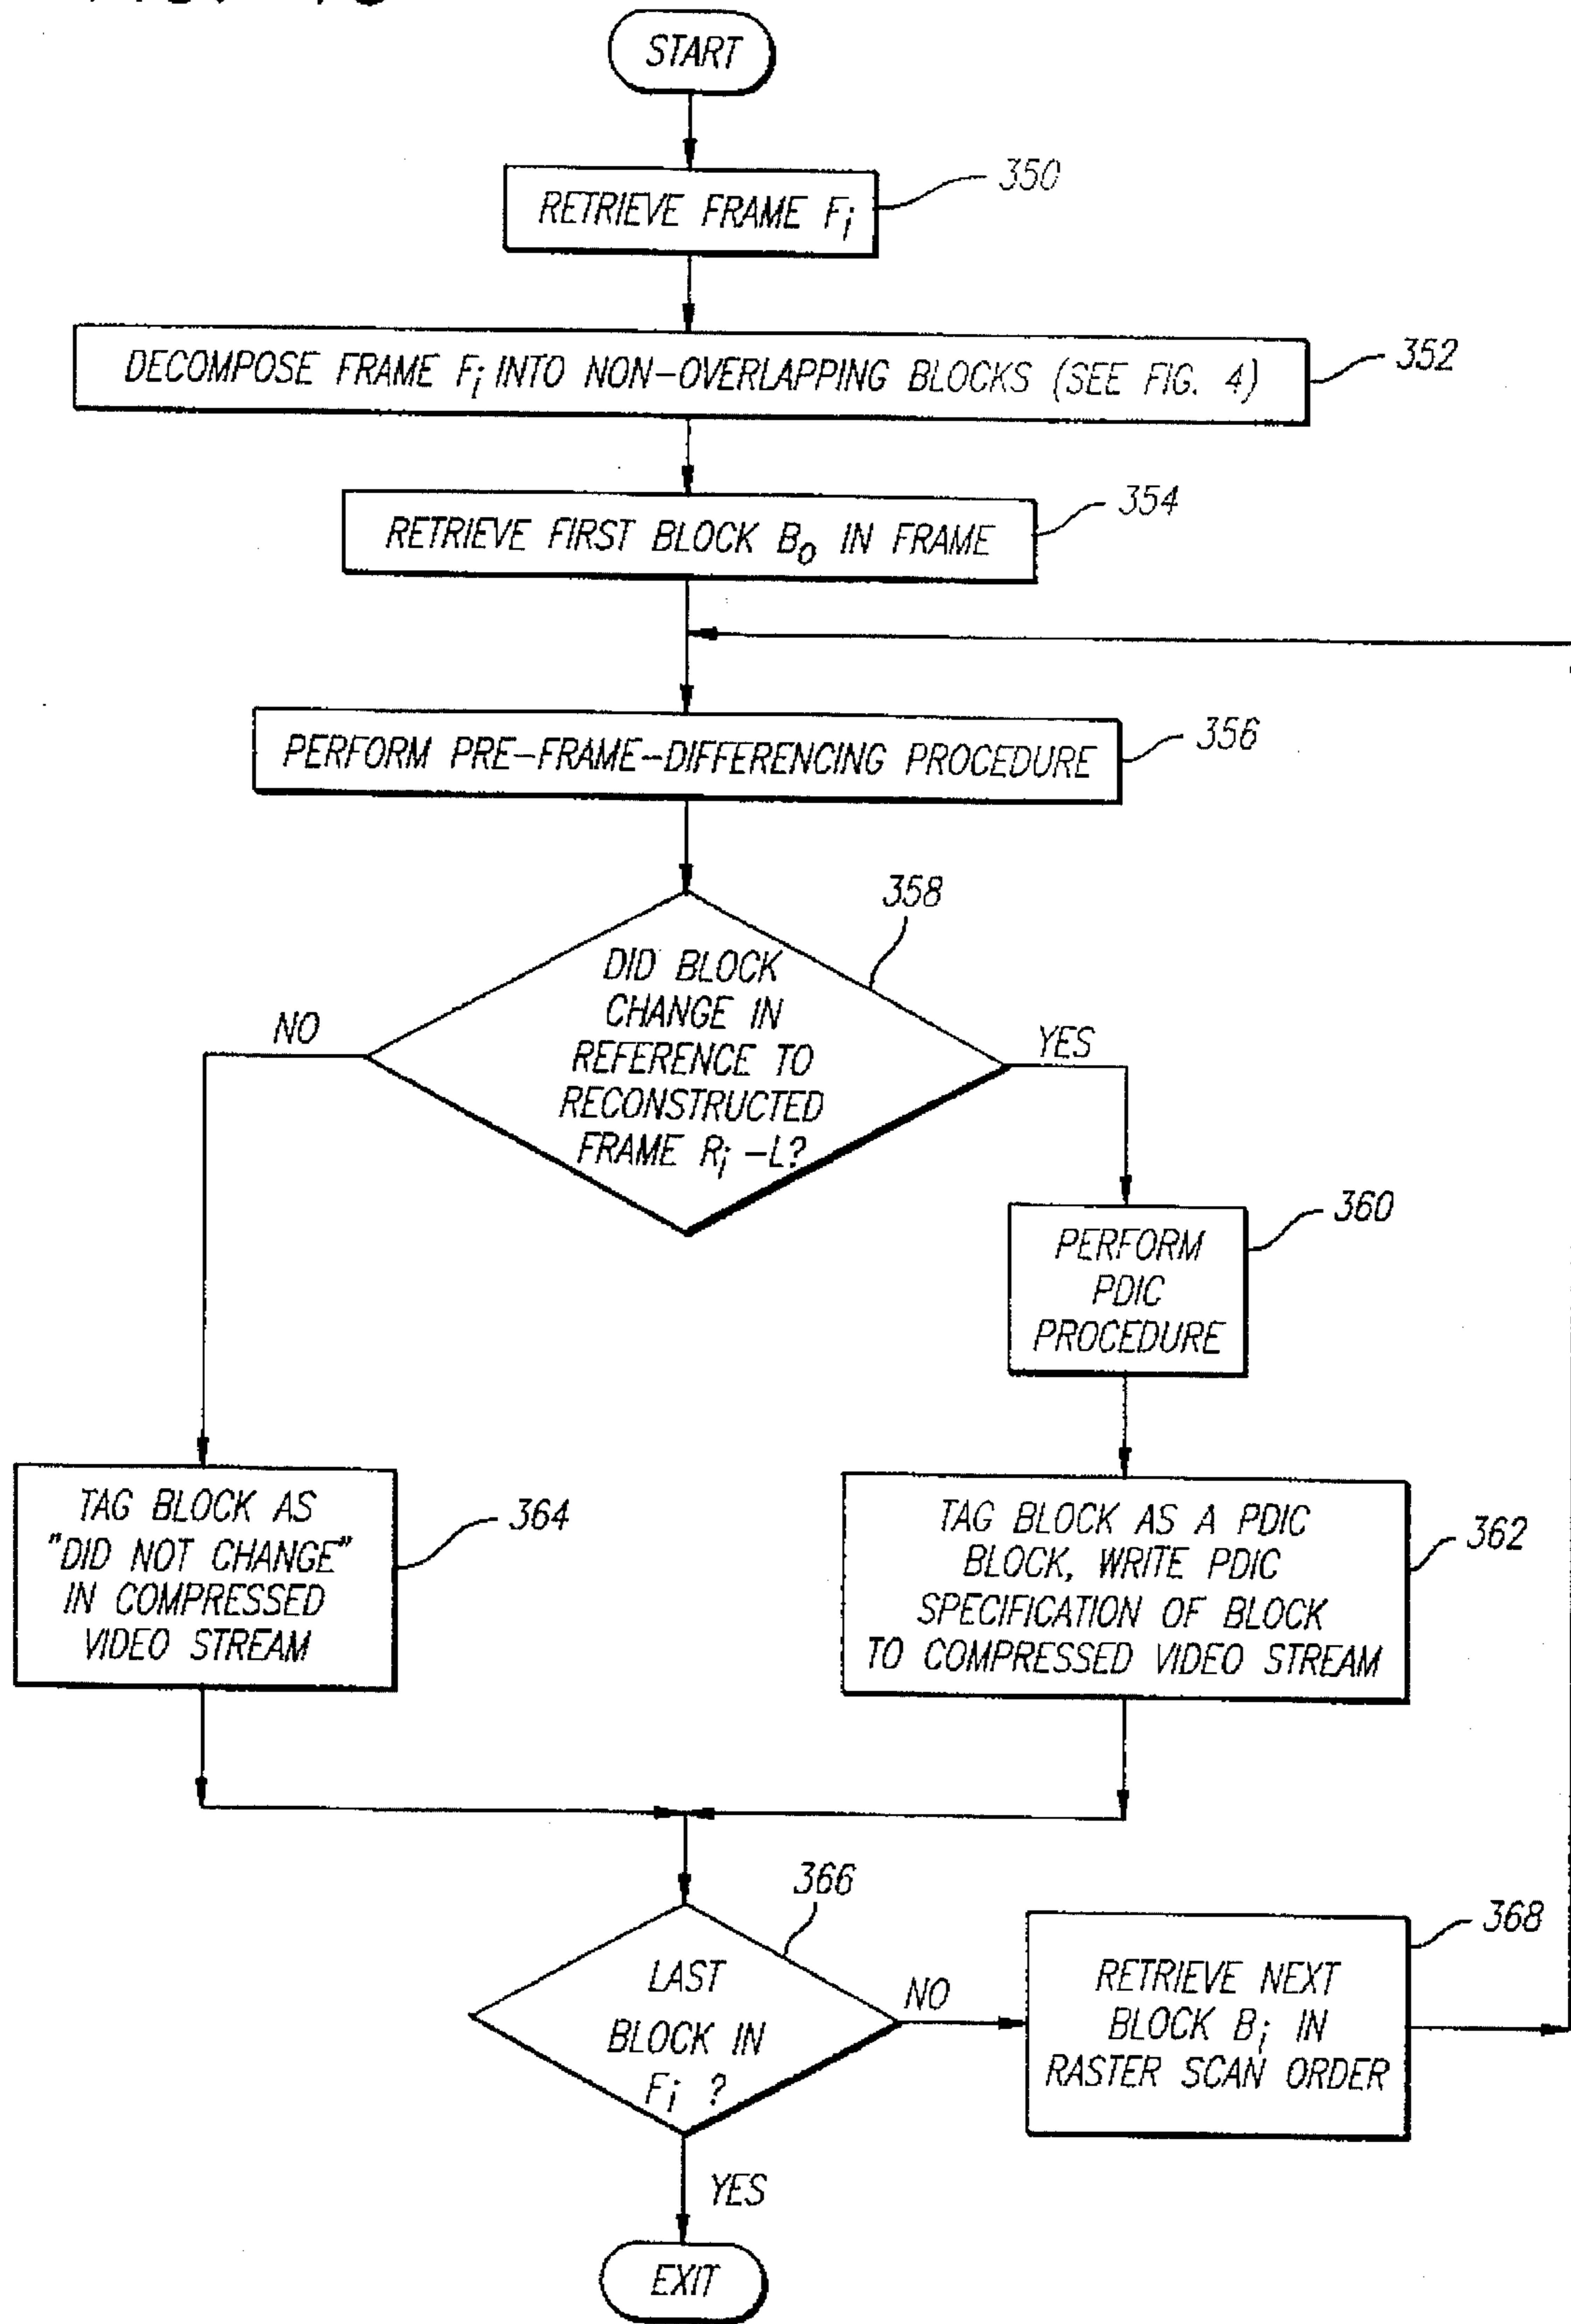 START
350
RETRIEVE FRAME Fi
352
DECOMPOSE FRAME Fi INTO NON-OVERLAPPING BLOCKS (SEE FIG. 4)
354
RETRIEVE FIRST BLOCK B0 IN FRAME
356
PERFORM PRE-FRAME-DIFFERENCING PROCEDURE
358
DID BLOCK
CHANGE IN
REFERENCE TO
RECONSTRUCTED
FRAME Ri -L?
NO
YES
360
PERFORM
PDIC
PROCEDURE
TAG BLOCK AS
"DID NOT CHANGE"
IN COMPRESSED
VIDEO STREAM
364
TAG BLOCK AS A PDIC
BLOCK, WRITE PDIC
SPECIFICATION OF BLOCK
TO COMPRESSED VIDEO STREAM
362
366
LAST
BLOCK IN
Fi ?
NO
368
RETRIEVE NEXT
BLOCK Bi IN
RASTER SCAN ORDER
YES
EXIT